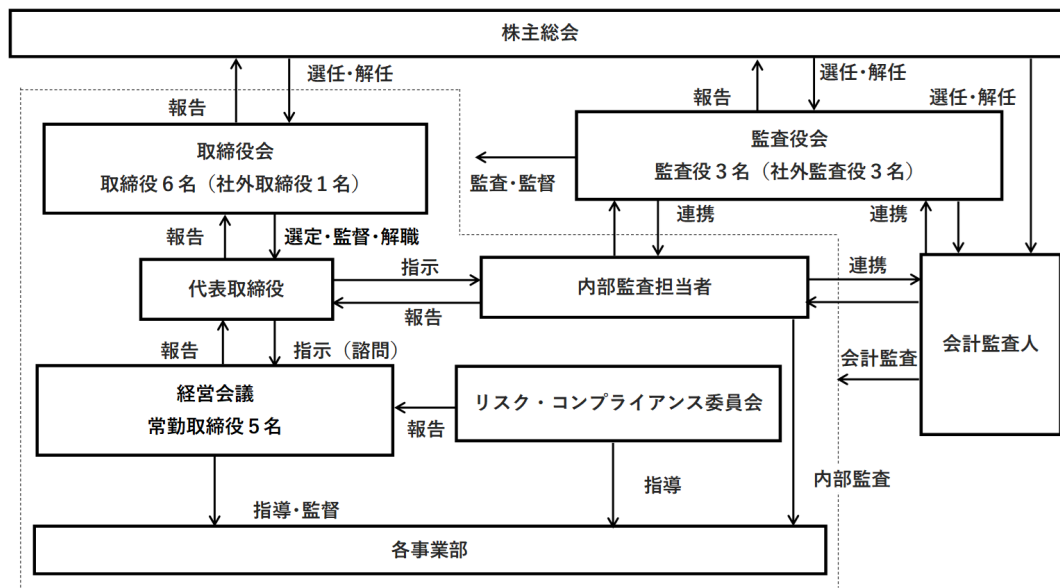 株主総会
選任･解任
選任･解任
報告
報告
選任･解任
取締役会
取締役６名（社外取締役１名）
監査役会
監査役３名（社外監査役３名）
監査･監督
報告
選定･監督･解職
連携
連携
代表取締役
指示
報告
内部監査担当者
連携
会計監査人
報告
指示（諮問）
会計監査
経営会議
常勤取締役５名
報告
リスク・コンプライアンス委員会
指導･監督
指導
内部監査
各事業部